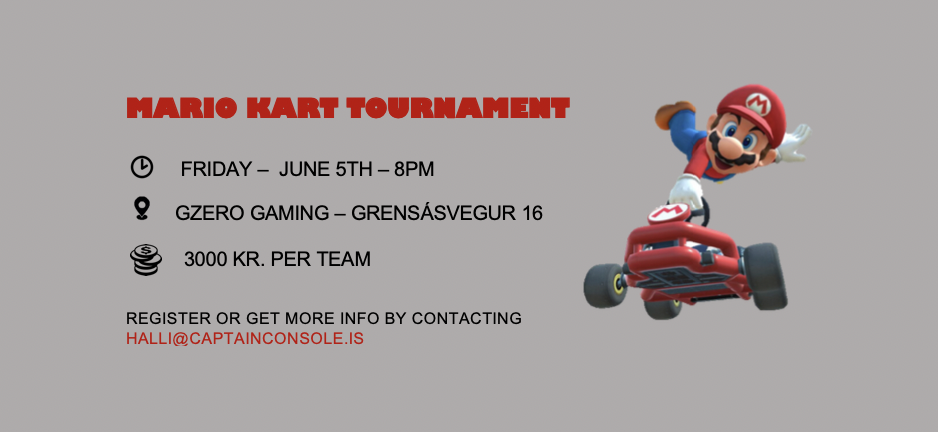 MARIO KART TOURNAMENT
FRIDAY – JUNE 5TH – 8PM
GZERO GAMING – GRENSÁSVEGUR 16
3000 KR. PER TEAM
REGISTER OR GET MORE INFO BY CONTACTING
HALLI@CAPTAINCONSOLE.IS